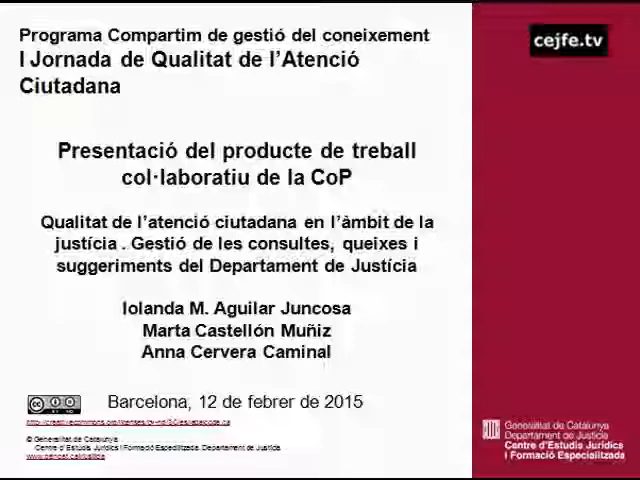 Programa Compartim de gestió del coneixement
I Jornada de Qualitat de l'Atenció
Ciutadana
cejfe.tv
Presentació del producte de treball
col·laboratiu de la CoP
Qualitat de l'atenció ciutadana en l'àmbit de la
justícia . Gestió de les consultes, queixes i
suggeriments del Departament de Justícia
Iolanda M. Aguilar Juncosa
Marta Castellón Muñiz
Anna Cervera Caminal
Barcelona, 12 de febrer de 2015
© Generalitat de Catalunya
Centre d'Estudis Jurídics i Formació Especialitzada. Departament de Justícia
www.gencat.cat/justicia
Generalitat de Catalunya
Departament de Justícia
Centre d'Estudis Jurídics
i Formació Especialitzada